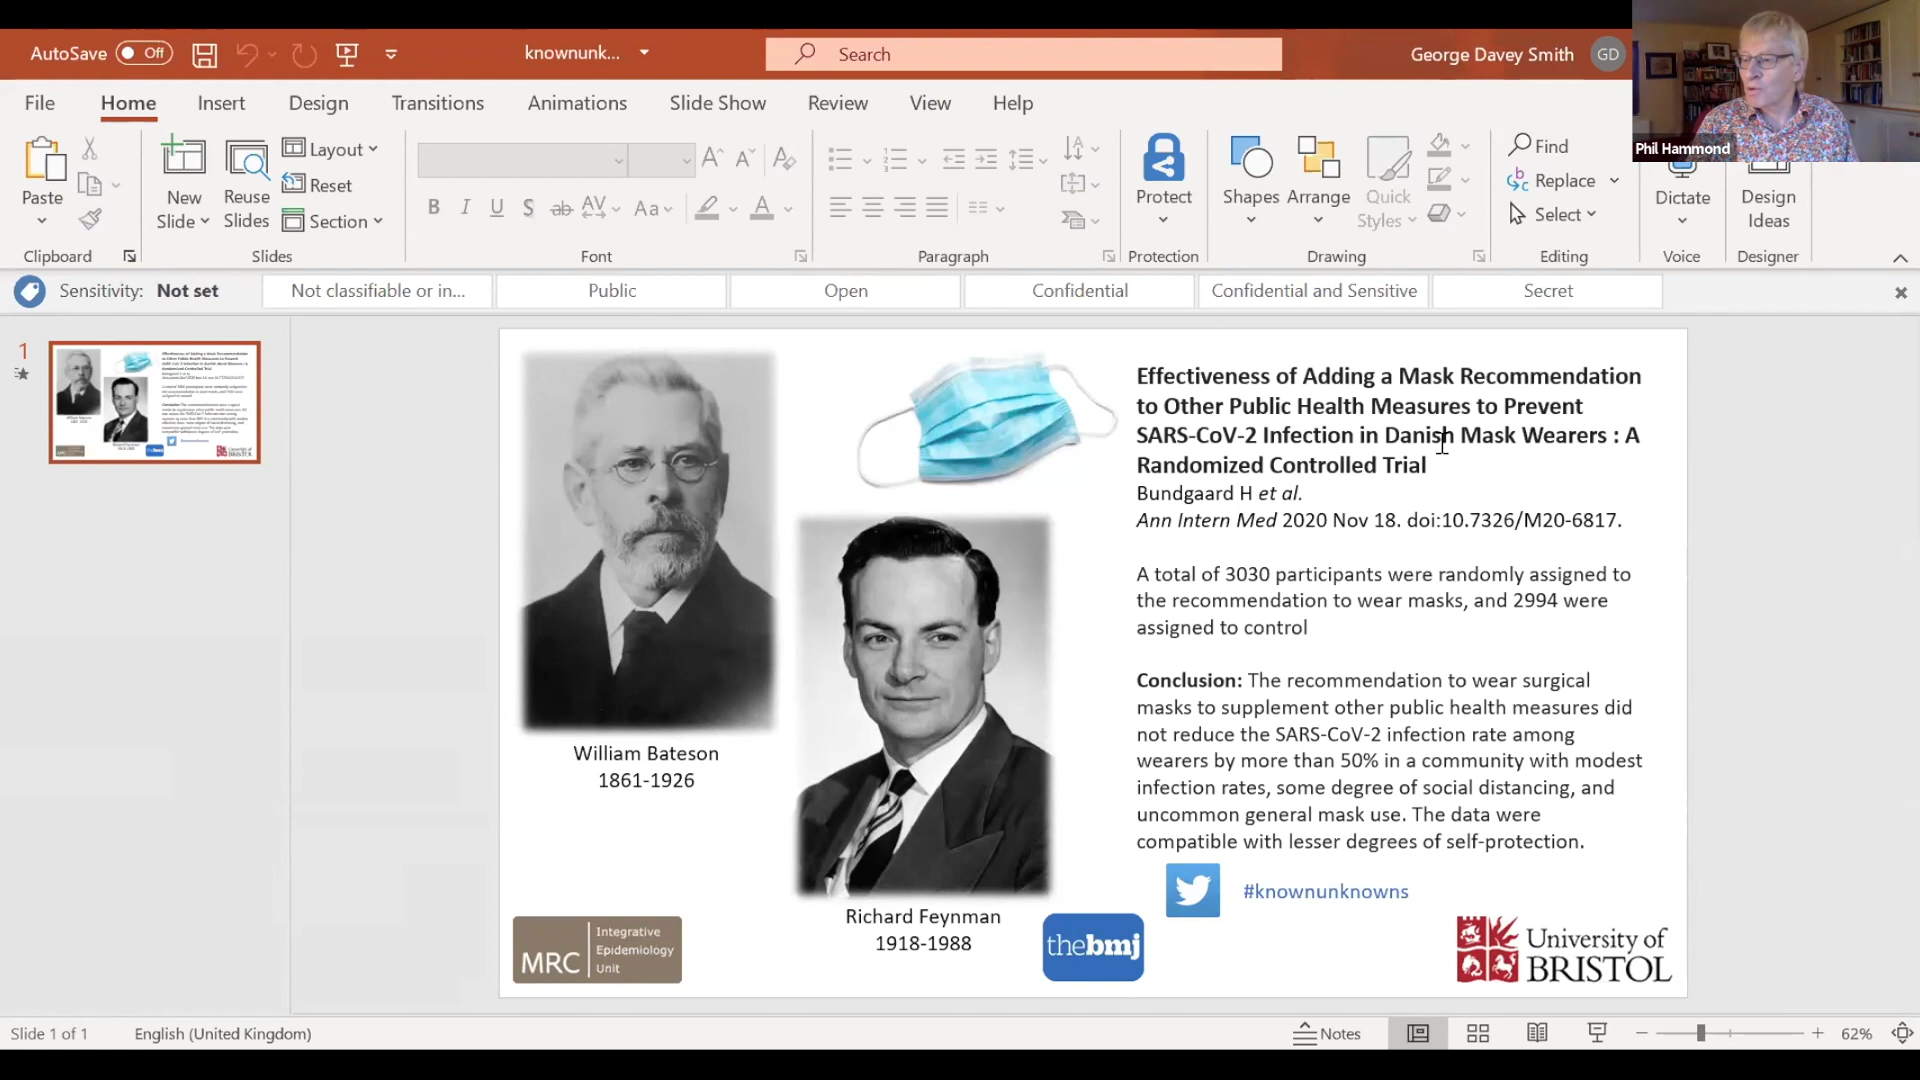 AutoSave Off
knownunk...
Search
George Davey Smith GD
File Home Insert Design Transitions Animations Slide Show Review View Help
Paste
New
Slide
Reuse
Slides
Layout
Reset
Section
B I U S ab AV Aa A
Protect
Shapes Arrange Quick
Styles
Find
Replace
Select
Dictate
Design
Ideas
Phil Hammond
Clipboard Slides Font Paragraph Protection Drawing Editing Voice Designer
Sensitivity: Not set
Not classifiable or in... Public Open Confidential Confidential and Sensitive Secret
1
William Bateson
1861-1926
Richard Feynman
1918-1988
Effectiveness of Adding a Mask Recommendation
to Other Public Health Measures to Prevent
SARS-CoV-2 Infection in Danish Mask Wearers : A
Randomized Controlled Trial
Bundgaard H et al.
Ann Intern Med 2020 Nov 18. doi:10.7326/M20-6817.
A total of 3030 participants were randomly assigned to
the recommendation to wear masks, and 2994 were
assigned to control
Conclusion: The recommendation to wear surgical
masks to supplement other public health measures did
not reduce the SARS-CoV-2 infection rate among
wearers by more than 50% in a community with modest
infection rates, some degree of social distancing, and
uncommon general mask use. The data were
compatible with lesser degrees of self-protection.
#knownunknowns
MRC
Integrative
Epidemiology
Unit
thebmj
University of
BRISTOL
Slide 1 of 1 English (United Kingdom)
Notes
62%